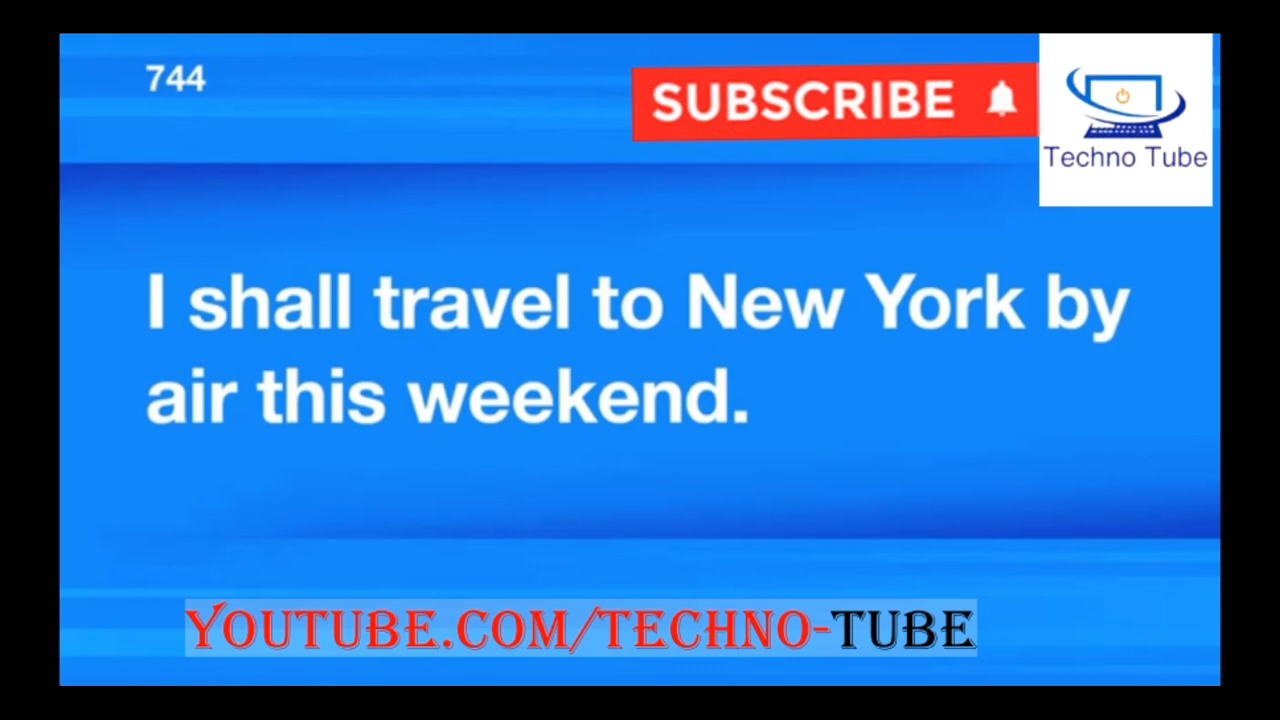 744
SUBSCRIBE
Techno Tube
I shall travel to New York by
air this weekend.
YOUTUBE.COM/TECHNO-TUBE